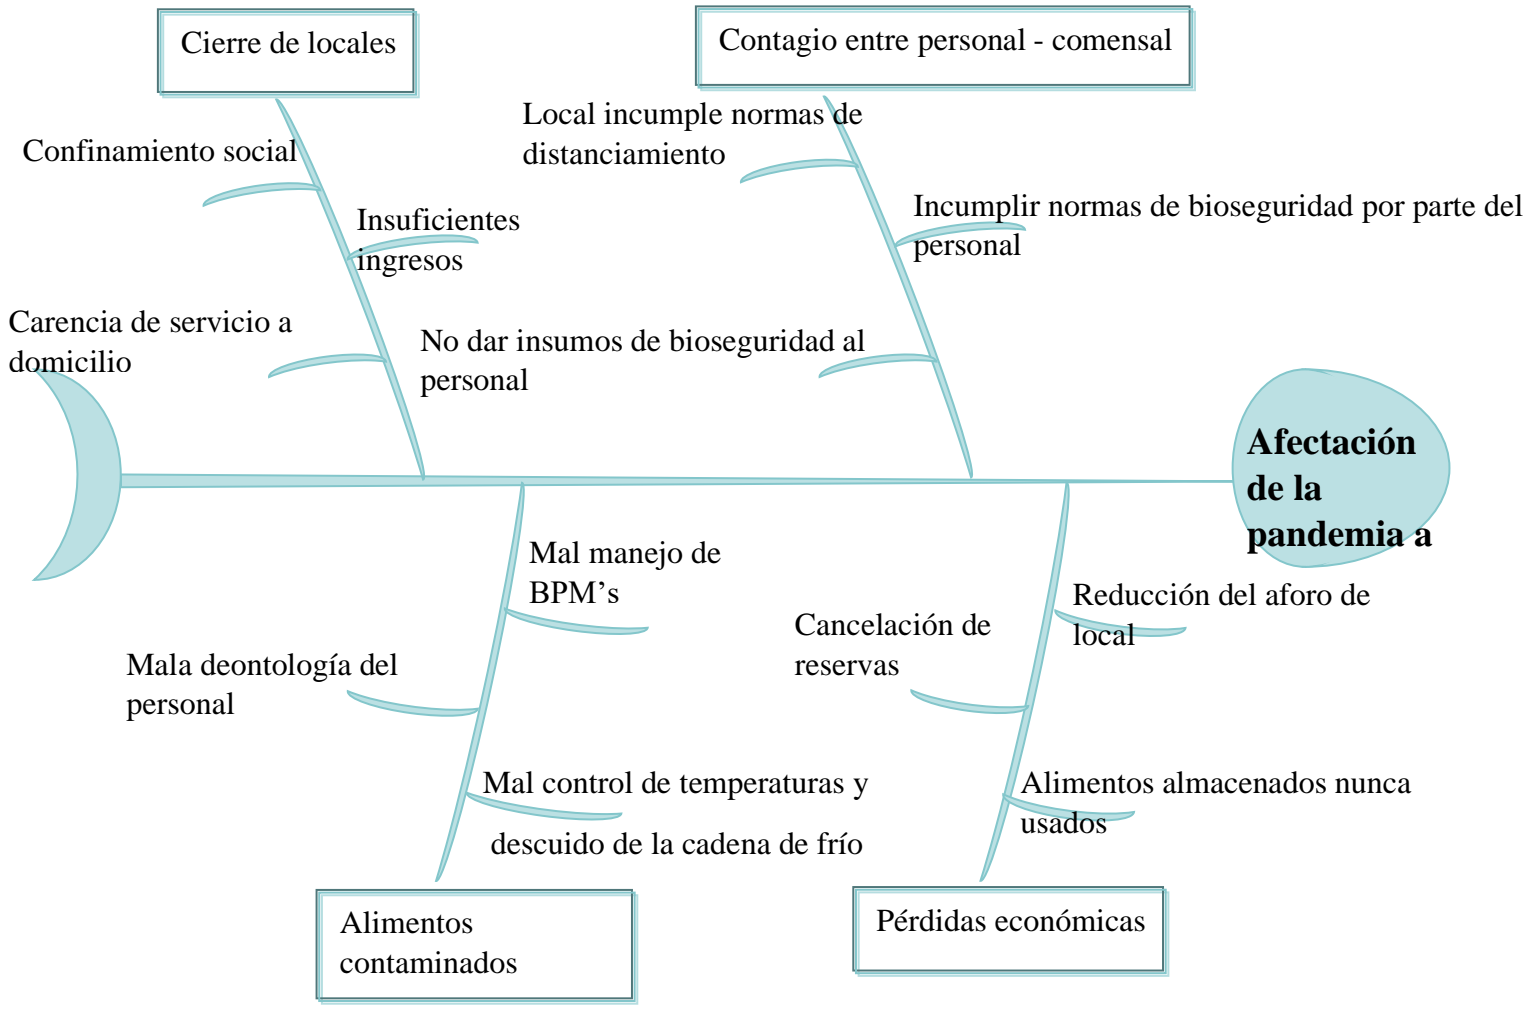 Cierre de locales
Contagio entre personal - comensal
Confinamiento social
Insuficientes
ingresos
Carencia de servicio a
domicilio
Local incumple normas de
distanciamiento
Incumplir normas de bioseguridad por parte del
personal
No dar insumos de bioseguridad al
personal
Afectación
de la
pandemia a
Mal manejo de
BPM’s
Mala deontología del
personal
Mal control de temperaturas y
descuido de la cadena de frío
Reducción del aforo de
local
Cancelación de
reservas
Alimentos almacenados nunca
usados
Alimentos
contaminados
Pérdidas económicas